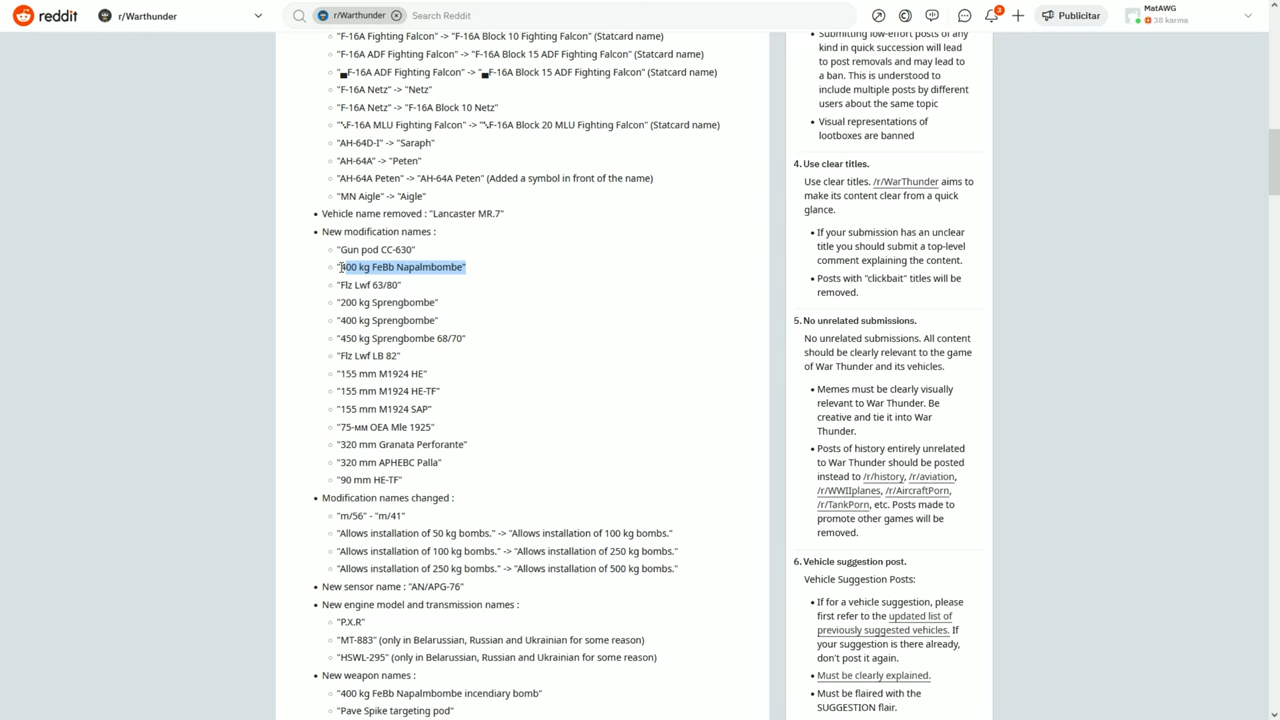 reddit
r/Warthunder
r/Warthunder
Search Reddit
3
Publicitar
MatAWG
38 karma
"F-16A Fighting Falcon" -> "F-16A Block 10 Fighting Falcon" (Statcard name)
"F-16A ADF Fighting Falcon" -> "F-16A Block 15 ADF Fighting Falcon" (Statcard name)
"▄F-16A ADF Fighting Falcon" -> "▄F-16A Block 15 ADF Fighting Falcon" (Statcard name)
"F-16A Netz" -> "Netz"
"F-16A Netz" -> "F-16A Block 10 Netz"
"F-16A MLU Fighting Falcon" -> "F-16A Block 20 MLU Fighting Falcon" (Statcard name)
"AH-64D-I" -> "Saraph"
"AH-64A" -> "Peten"
"AH-64A Peten" -> "AH-64A Peten" (Added a symbol in front of the name)
"MN Aigle" -> "Aigle"
Vehicle name removed : "Lancaster MR.7"
New modification names :
"Gun pod CC-630"
"400 kg FeBb Napalmbombe"
"Flz Lwf 63/80"
"200 kg Sprengbombe"
"400 kg Sprengbombe"
"450 kg Sprengbombe 68/70"
"Flz Lwf LB 82"
"155 mm M1924 HE"
"155 mm M1924 HE-TF"
"155 mm M1924 SAP"
"75-мм OEA Mle 1925"
"320 mm Granata Perforante"
"320 mm APHEBC Palla"
"90 mm HE-TF"
Modification names changed :
"m/56" - "m/41"
"Allows installation of 50 kg bombs." -> "Allows installation of 100 kg bombs."
"Allows installation of 100 kg bombs." -> "Allows installation of 250 kg bombs."
"Allows installation of 250 kg bombs." -> "Allows installation of 500 kg bombs."
New sensor name : "AN/APG-76"
New engine model and transmission names :
"P.X.R"
"MT-883" (only in Belarussian, Russian and Ukrainian for some reason)
"HSWL-295" (only in Belarussian, Russian and Ukrainian for some reason)
New weapon names :
"400 kg FeBb Napalmbombe incendiary bomb"
"Pave Spike targeting pod"
Submitting low-effort posts of any
kind in quick succession will lead
to post removals and may lead to
a ban. This is understood to
include multiple posts by different
users about the same topic
Visual representations of
lootboxes are banned
4. Use clear titles.
Use clear titles. /r/WarThunder aims to
make its content clear from a quick
glance.
If your submission has an unclear
title you should submit a top-level
comment explaining the content.
Posts with "clickbait" titles will be
removed.
5. No unrelated submissions.
No unrelated submissions. All content
should be clearly relevant to the game
of War Thunder and its vehicles.
Memes must be clearly visually
relevant to War Thunder. Be
creative and tie it into War
Thunder.
Posts of history entirely unrelated
to War Thunder should be posted
instead to /r/history, /r/aviation,
/r/WWIIplanes, /r/AircraftPorn,
/r/TankPorn, etc. Posts made to
promote other games will be
removed.
6. Vehicle suggestion post.
Vehicle Suggestion Posts:
If for a vehicle suggestion, please
first refer to the updated list of
previously suggested vehicles. If
your suggestion is there already,
don't post it again.
Must be clearly explained.
Must be flaired with the
SUGGESTION flair.